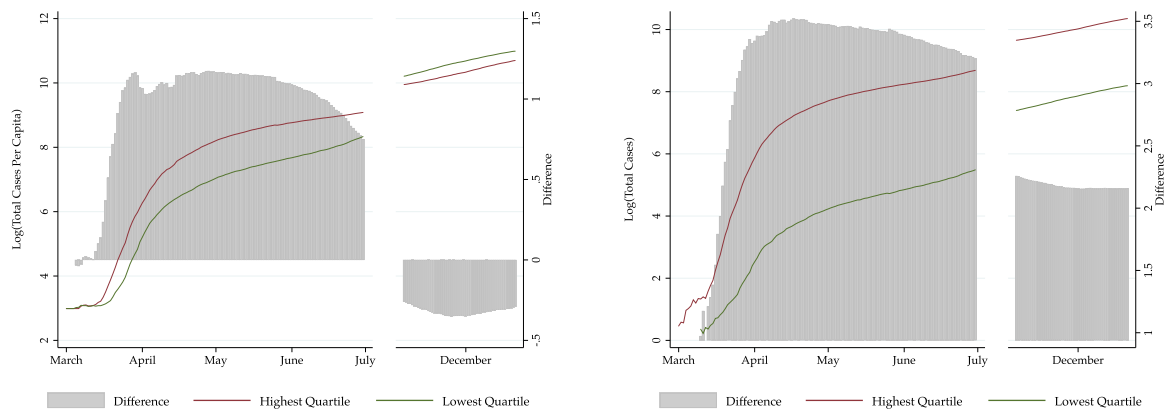 Log(Total Cases Per Capita)
12
10
8
6
4
2
March
April
May
June
July
December
1.5
1
.5
0
-.5
Difference
Difference
Highest Quartile
Lowest Quartile
Log(Total Cases)
10
8
6
4
2
0
March
April
May
June
July
December
3.5
3
2.5
2
1.5
1
Difference
Difference
Highest Quartile
Lowest Quartile